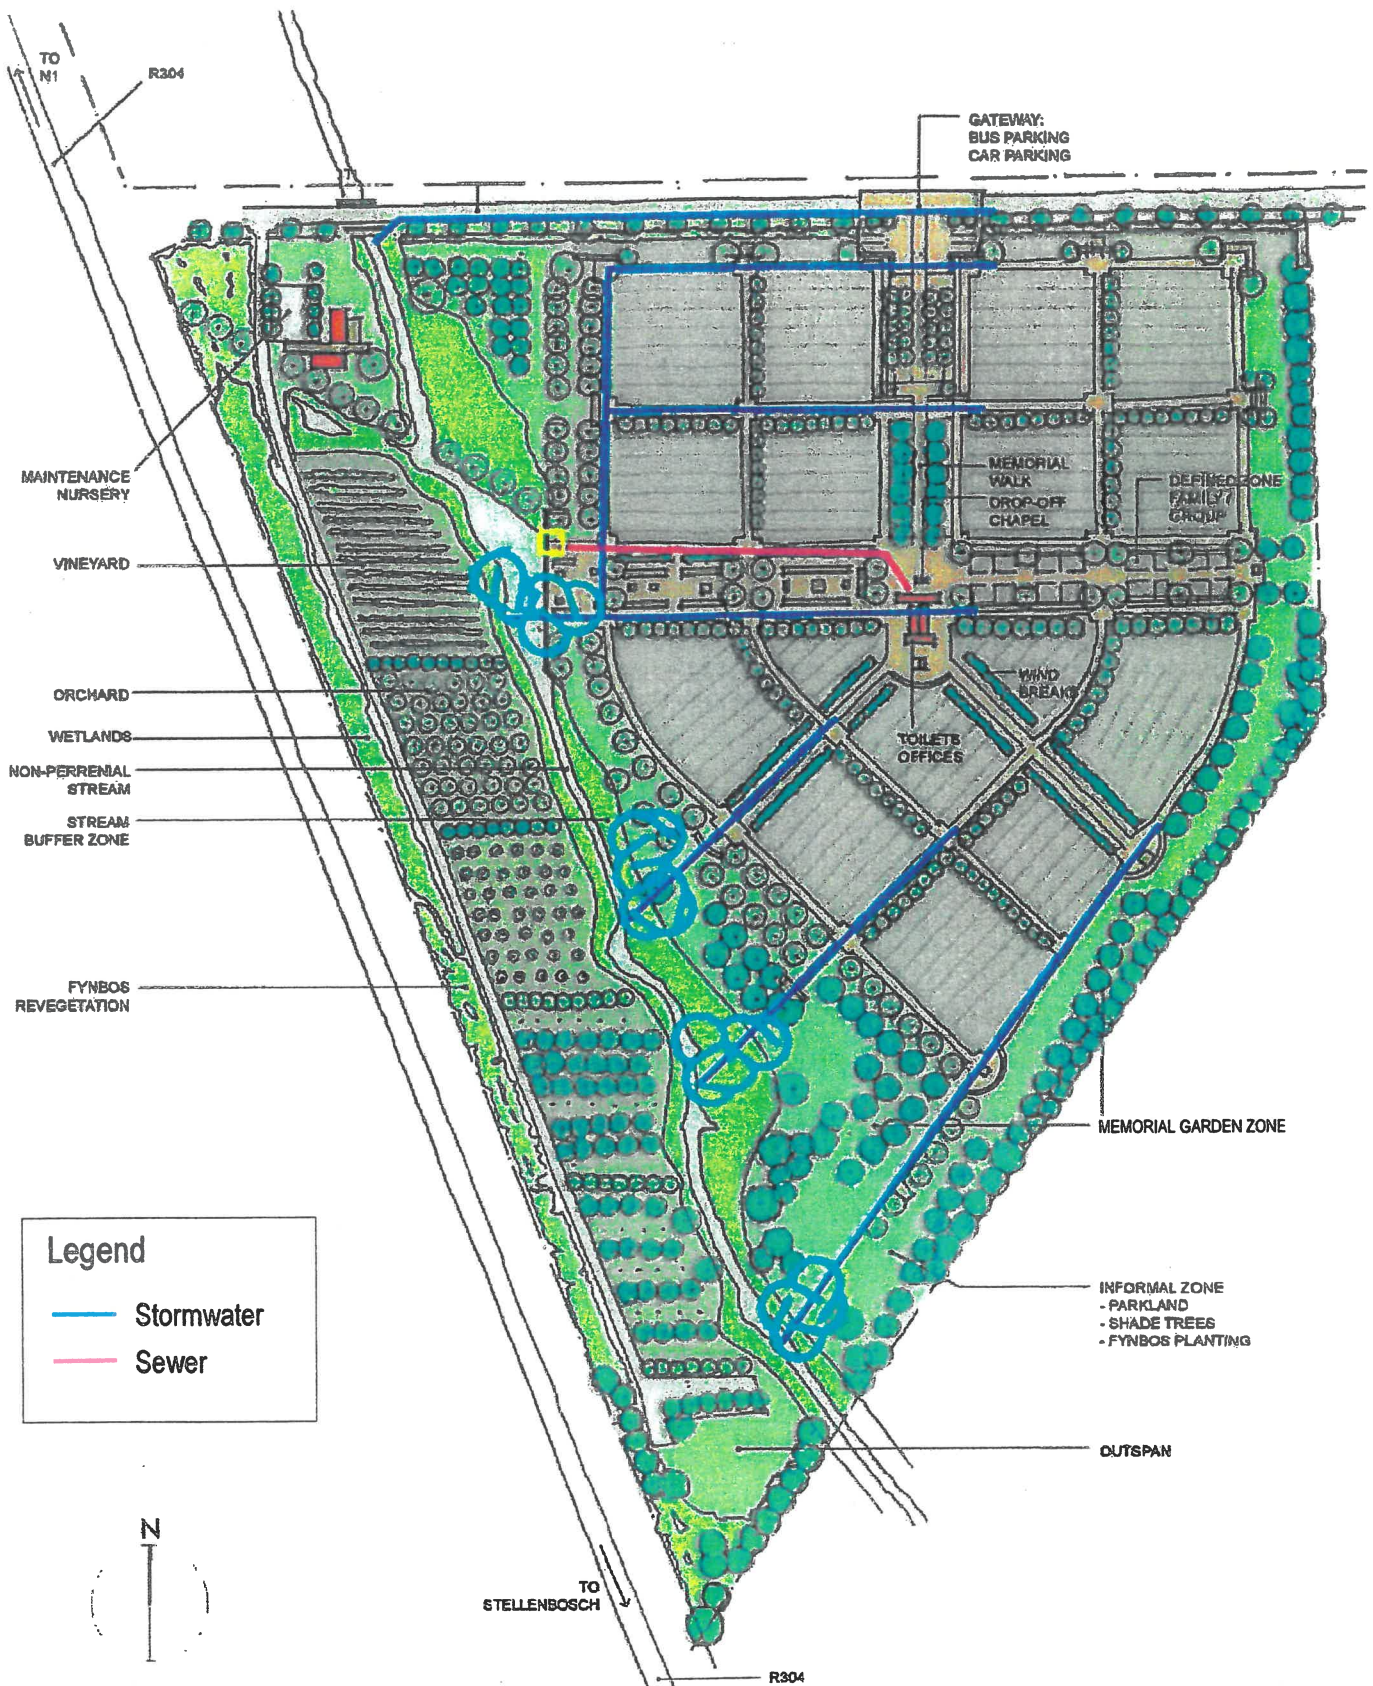 TO
N1
R304
GATEWAY:
BUS PARKING
CAR PARKING
MAINTENANCE
NURSERY
MEMORIAL
WALK
DROP-OFF
CHAPEL
DEFINED ZONE
FAMILY /
GROUP
VINEYARD
ORCHARD
WETLANDS
NON-PERRENIAL
STREAM
STREAM
BUFFER ZONE
WIND
BREAKS
TOILETS
OFFICES
FYNBOS
REVEGETATION
MEMORIAL GARDEN ZONE
Legend
Stormwater
Sewer
INFORMAL ZONE
- PARKLAND
- SHADE TREES
- FYNBOS PLANTING
OUTSPAN
N
TO
STELLENBOSCH
R304